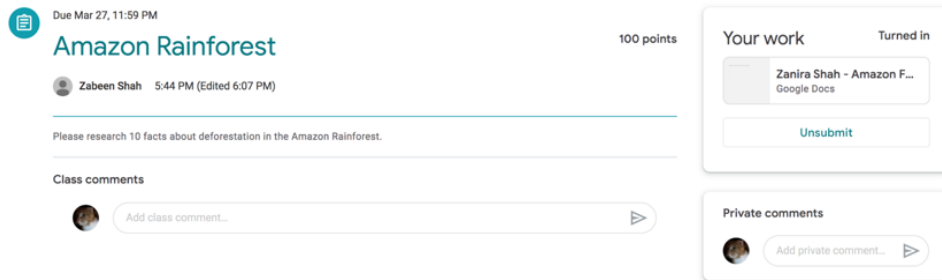 Due Mar 27, 11:59 PM
Amazon Rainforest
100 points
Zabeen Shah 5:44 PM (Edited 6:07 PM)
Please research 10 facts about deforestation in the Amazon Rainforest.
Class comments
Add class comment...
Your work
Turned in
Zanira Shah - Amazon F...
Google Docs
Unsubmit
Private comments
Add private comment...